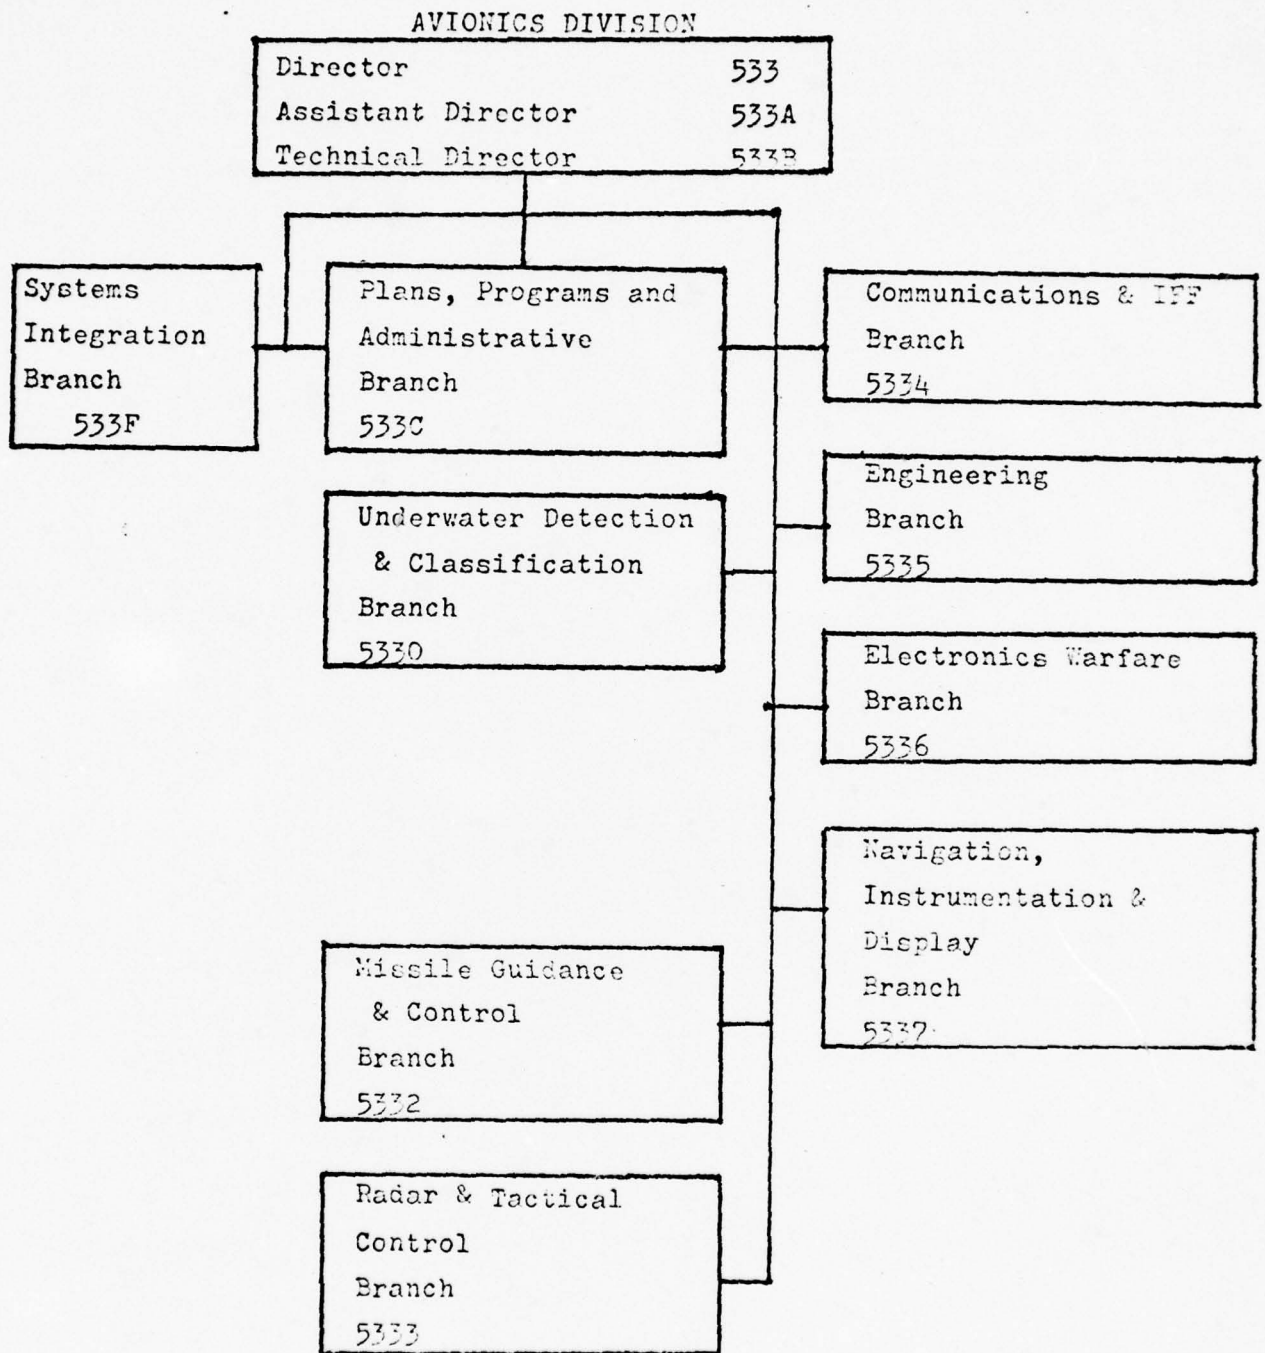 AVIONICS DIVISION
Director 533
Assistant Director 533A
Technical Director 533B
Systems
Integration
Branch
533F
Plans, Programs and
Administrative
Branch
533C
Communications & IFF
Branch
5334
Underwater Detection
& Classification
Branch
5330
Engineering
Branch
5335
Electronics Warfare
Branch
5336
Navigation,
Instrumentation &
Display
Branch
5337
Missile Guidance
& Control
Branch
5332
Radar & Tactical
Control
Branch
5333